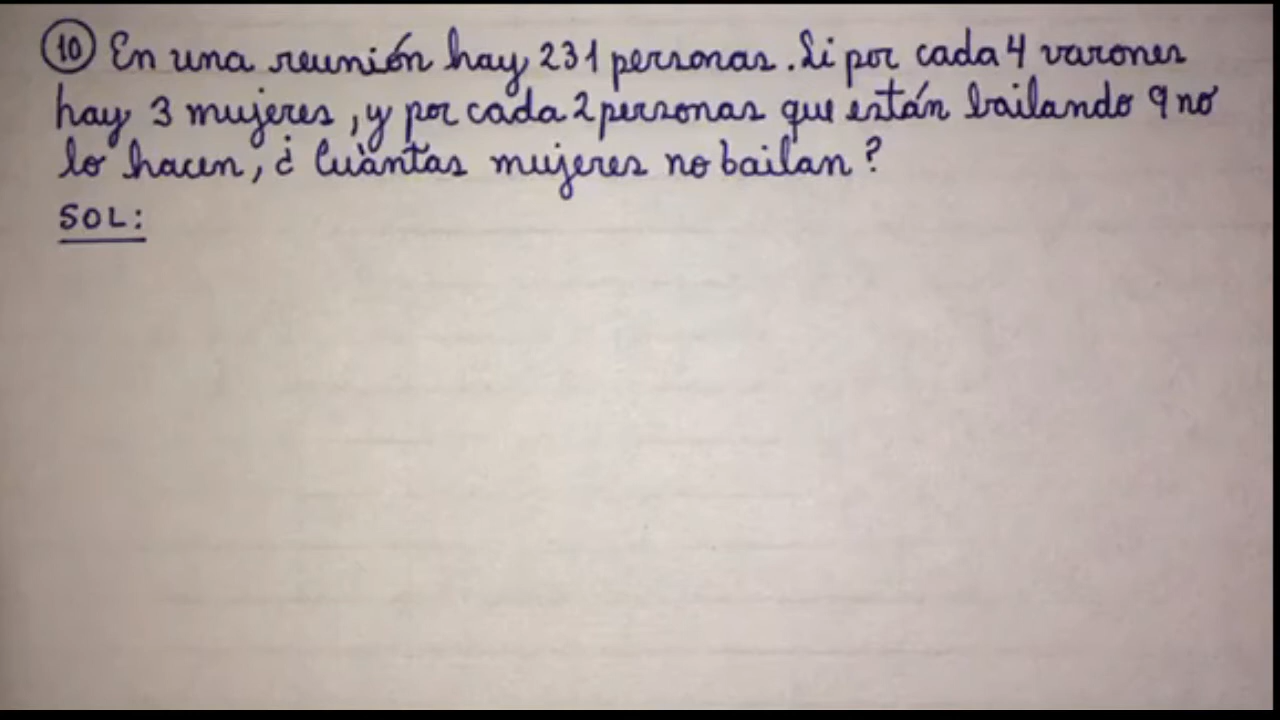 10 En una reunión hay 231 personas. Si por cada 4 varones
hay 3 mujeres, y por cada 2 personas que están bailando 9 no
lo hacen, ¿ Cuàntas mujeres no bailan?
SOL: